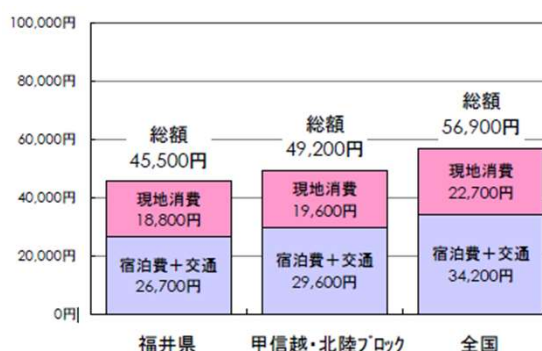 100,000円
80,000円
60,000円
40,000円
20,000円
0円
総額
45,500円
現地消費
18,800円
宿泊費＋交通
26,700円
福井県
総額
49,200円
現地消費
19,600円
宿泊費＋交通
29,600円
甲信越・北陸ブロック
総額
56,900円
現地消費
22,700円
宿泊費＋交通
34,200円
全国